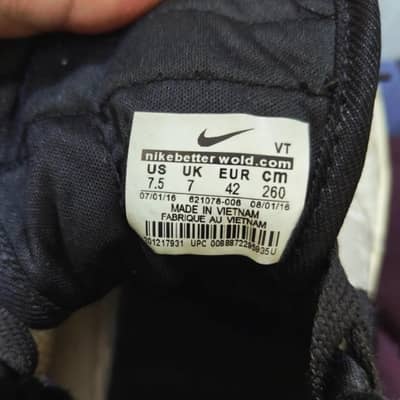 VT
nikebetterwold.com
US UK EUR cm
7.5 7 42 260
07/01/16 621078-006 08/01/16
MADE IN VIETNAM
FABRIQUE AU VIETNAM
UPC